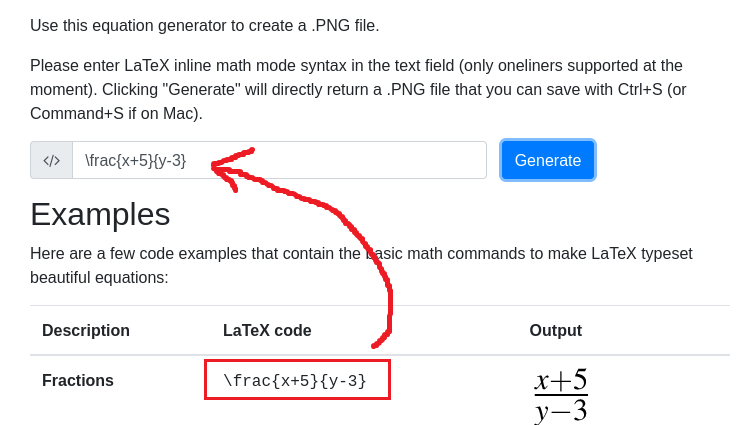 Use this equation generator to create a .PNG file.
Please enter LaTeX inline math mode syntax in the text field (only oneliners supported at the
moment). Clicking "Generate" will directly return a .PNG file that you can save with Ctrl+S (or
Command+S if on Mac).
</> \frac{x+5}{y-3} Generate
Examples
Here are a few code examples that contain the basic math commands to make LaTeX typeset
beautiful equations:
Description LaTeX code Output
Fractions \frac{x+5}{y-3} x+5
y−3